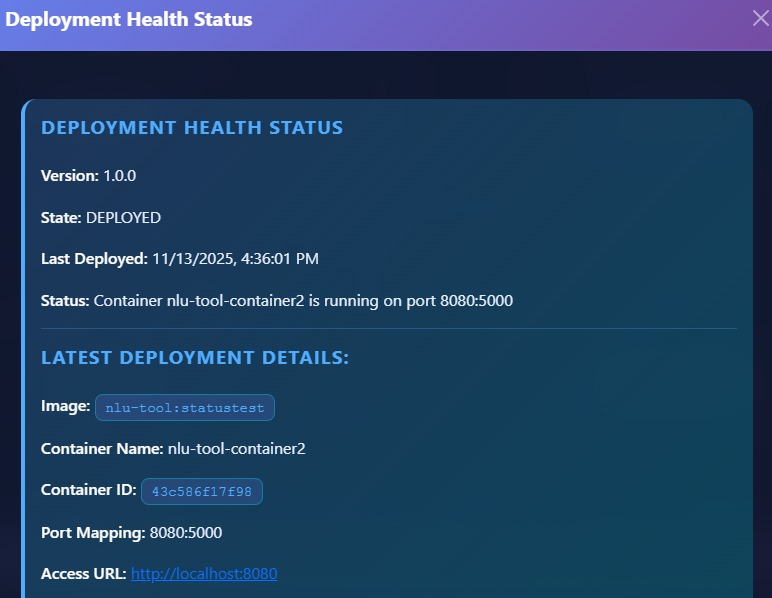 Deployment Health Status
DEPLOYMENT HEALTH STATUS
Version: 1.0.0
State: DEPLOYED
Last Deployed: 11/13/2025, 4:36:01 PM
Status: Container nlu-tool-container2 is running on port 8080:5000
LATEST DEPLOYMENT DETAILS:
Image: nlu-tool:statustest
Container Name: nlu-tool-container2
Container ID: 43c586f17f98
Port Mapping: 8080:5000
Access URL: http://localhost:8080